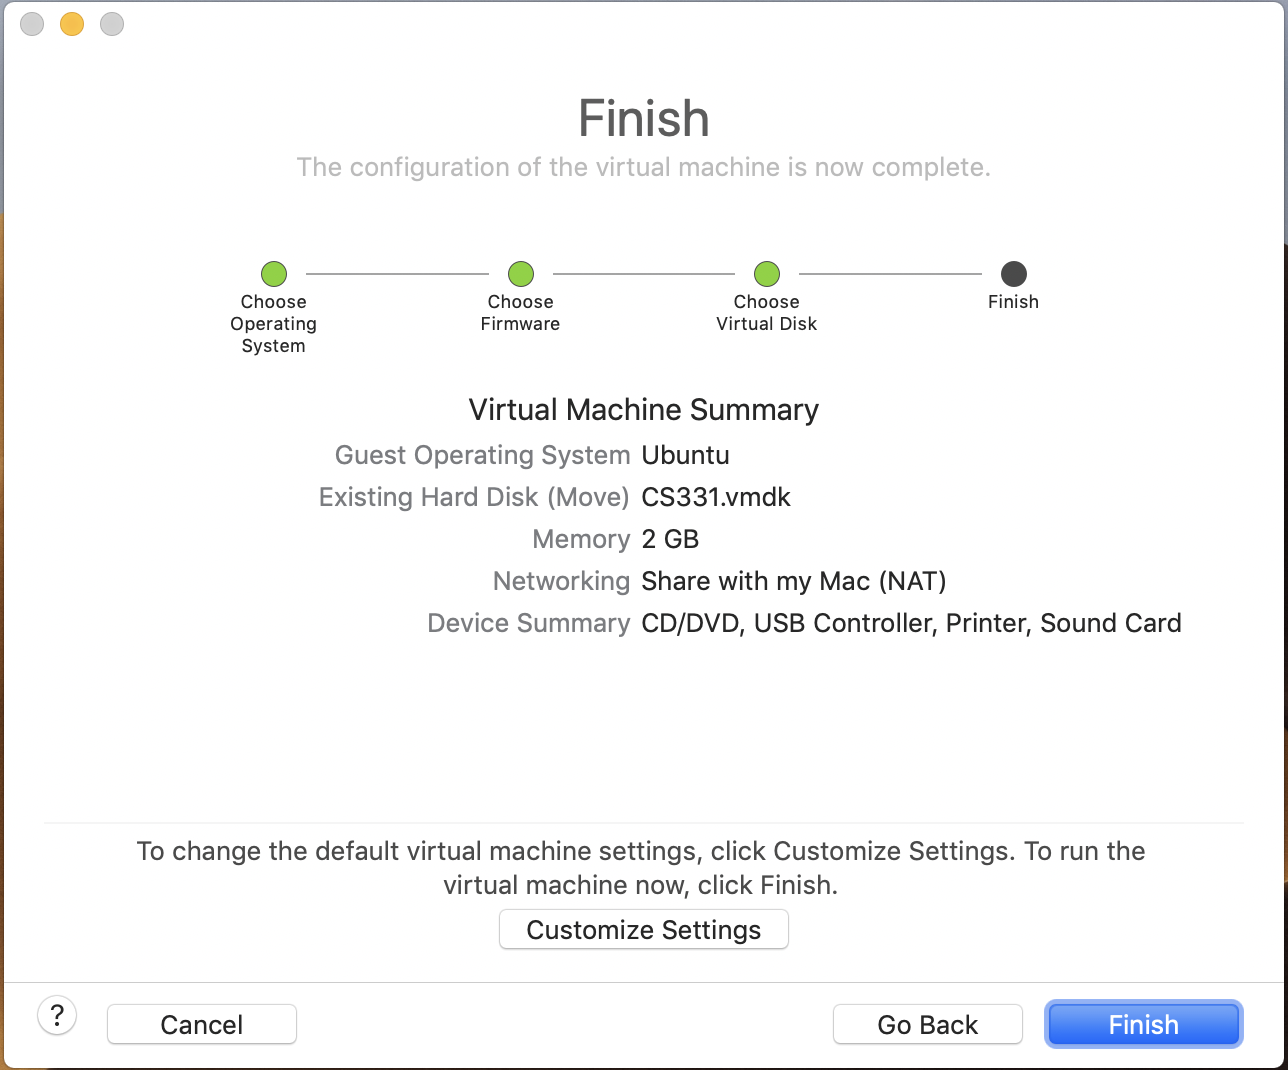 Finish
The configuration of the virtual machine is now complete.
Choose
Operating
System
Choose
Firmware
Choose
Virtual Disk
Finish
Virtual Machine Summary
Guest Operating System Ubuntu
Existing Hard Disk (Move) CS331.vmdk
Memory 2 GB
Networking Share with my Mac (NAT)
Device Summary CD/DVD, USB Controller, Printer, Sound Card
To change the default virtual machine settings, click Customize Settings. To run the
virtual machine now, click Finish.
Customize Settings
? Cancel Go Back Finish